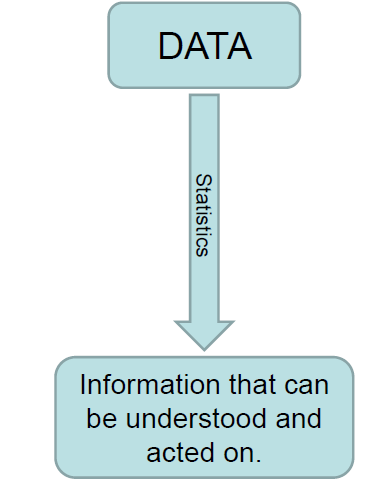 DATA
Statistics
Information that can
be understood and
acted on.